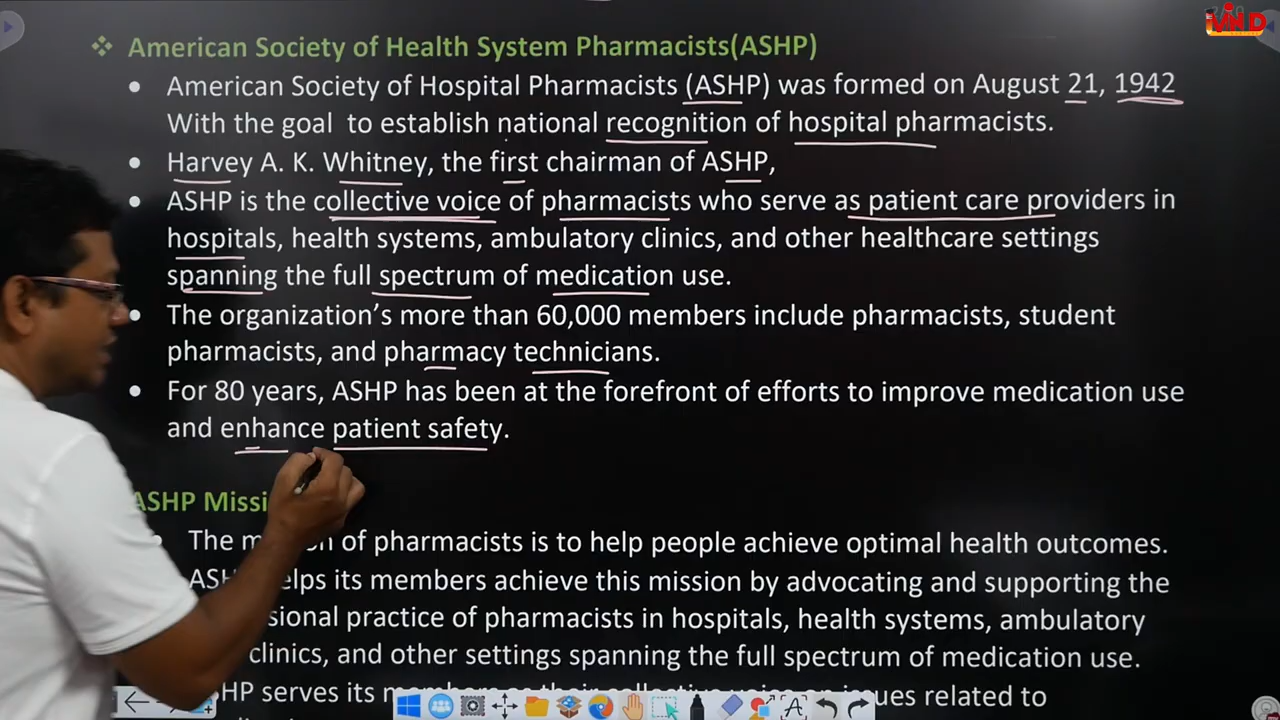 MIND
❖ American Society of Health System Pharmacists(ASHP)
• American Society of Hospital Pharmacists (ASHP) was formed on August 21, 1942
With the goal to establish national recognition of hospital pharmacists.
• Harvey A. K. Whitney, the first chairman of ASHP,
• ASHP is the collective voice of pharmacists who serve as patient care providers in
hospitals, health systems, ambulatory clinics, and other healthcare settings
spanning the full spectrum of medication use.
• The organization's more than 60,000 members include pharmacists, student
pharmacists, and pharmacy technicians.
• For 80 years, ASHP has been at the forefront of efforts to improve medication use
and enhance patient safety.
ASHP
The of pharmacists is to help people achieve optimal health outcomes.
its members achieve this mission by advocating and supporting the
practice of pharmacists in hospitals, health systems, ambulatory
clinics, and other settings spanning the full spectrum of medication use.
serves its related to